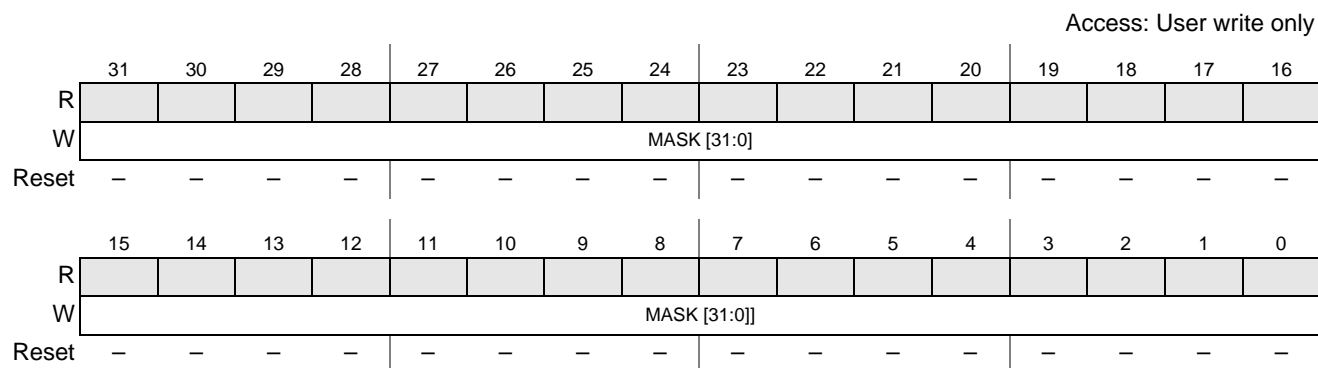 Access: User write only
31 30 29 28 27 26 25 24 23 22 21 20 19 18 17 16
R
W MASK [31:0]
Reset – – – – – – – – – – – – – – – –
15 14 13 12 11 10 9 8 7 6 5 4 3 2 1 0
R
W MASK [31:0]]
Reset – – – – – – – – – – – – – – – –